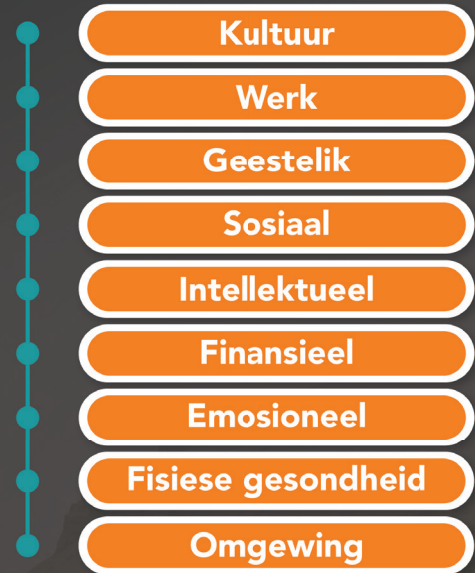 Kultuur
Werk
Geestelik
Sosiaal
Intellektueel
Finansieel
Emosioneel
Fisiese gesondheid
Omgewing